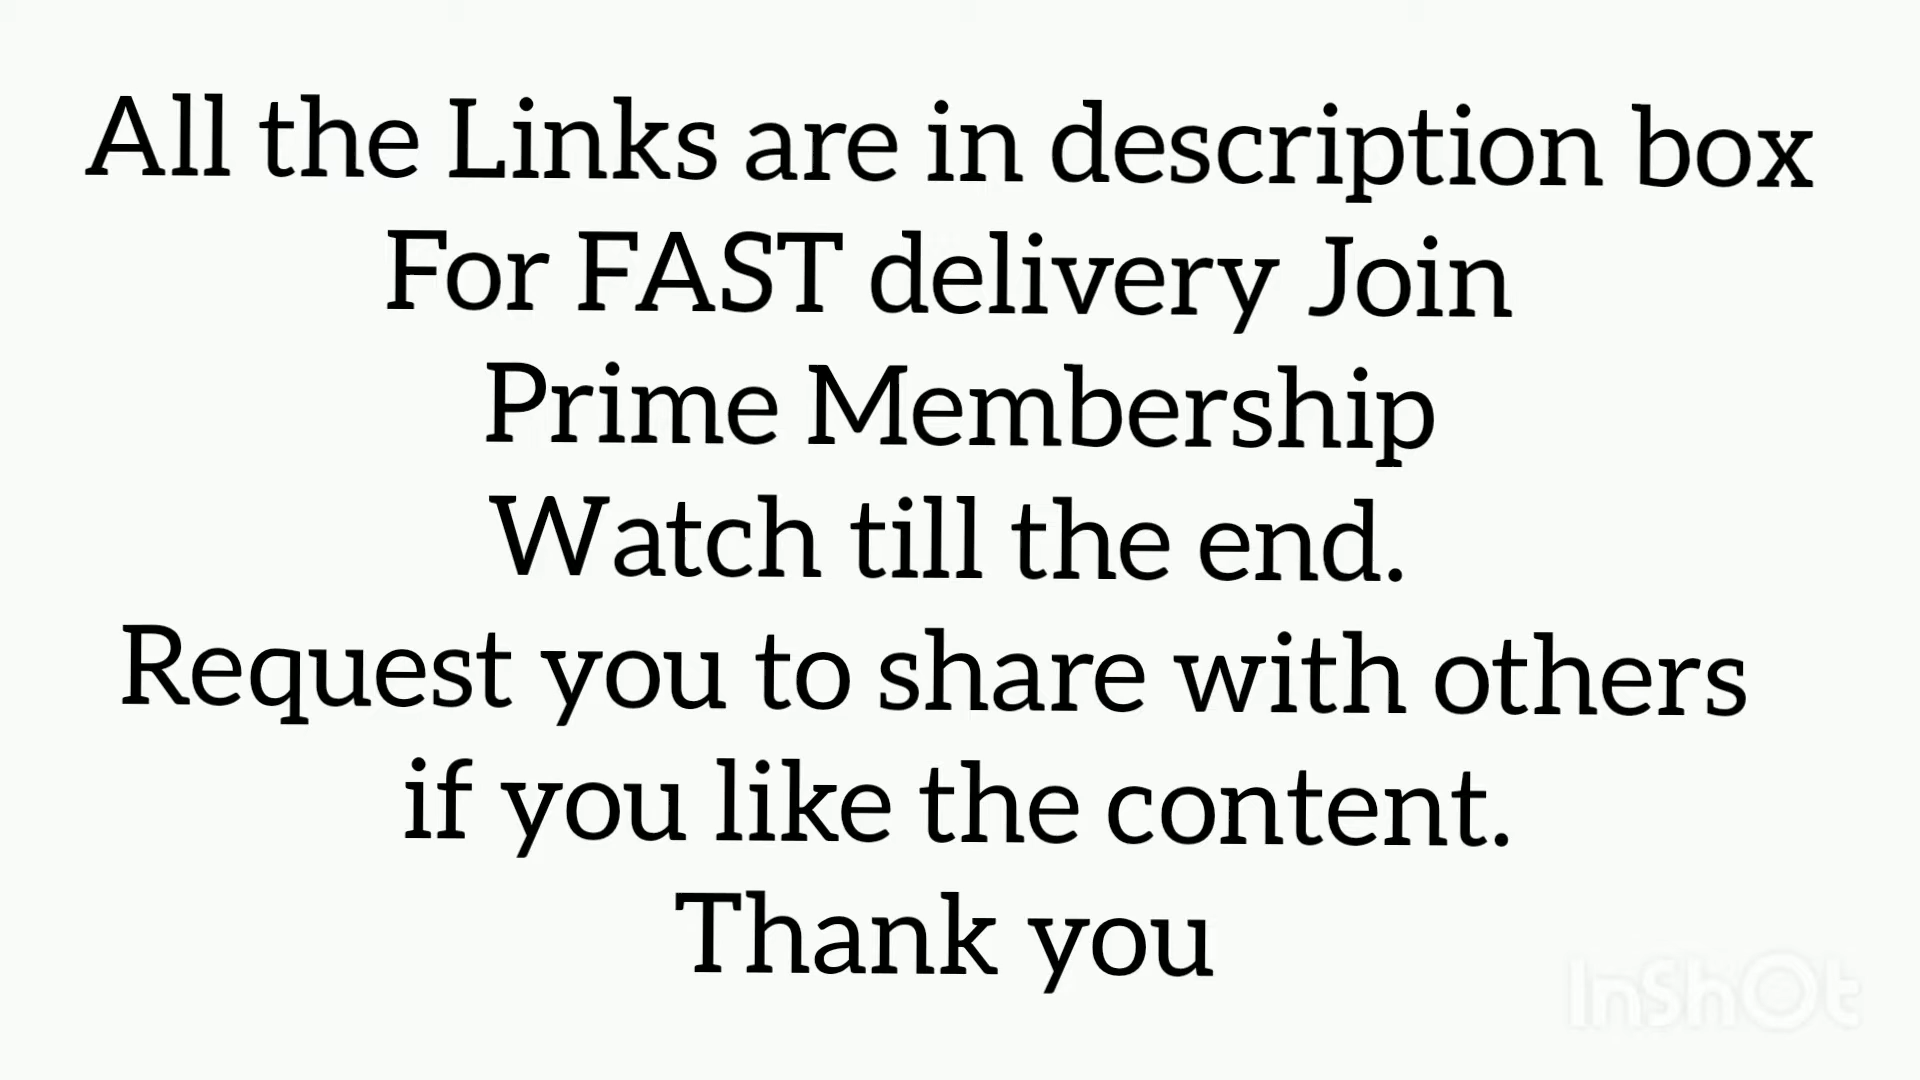 All the Links are in description box
For FAST delivery Join
Prime Membership
Watch till the end.
Request you to share with others
if you like the content.
Thank you
InShOt